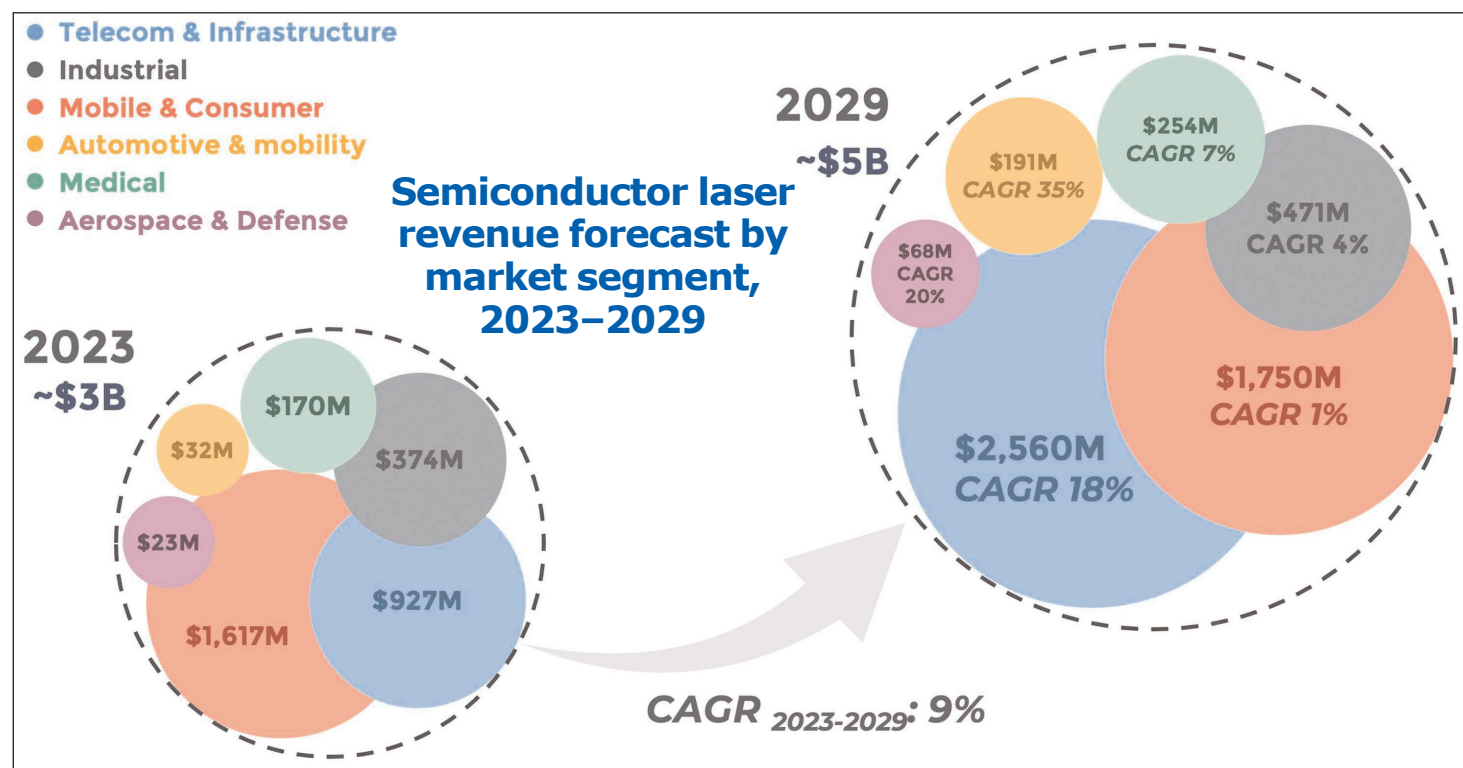 Telecom & Infrastructure
Industrial
Mobile & Consumer
Automotive & mobility
Medical
Aerospace & Defense
Semiconductor laser
revenue forecast by
market segment,
2023–2029
2023
~$3B
$170M
$374M
$32M
$23M
$927M
$1,617M
CAGR 2023-2029: 9%
2029
~$5B
$254M
CAGR 7%
$191M
CAGR 35%
$471M
CAGR 4%
$68M
CAGR
20%
$1,750M
CAGR 1%
$2,560M
CAGR 18%